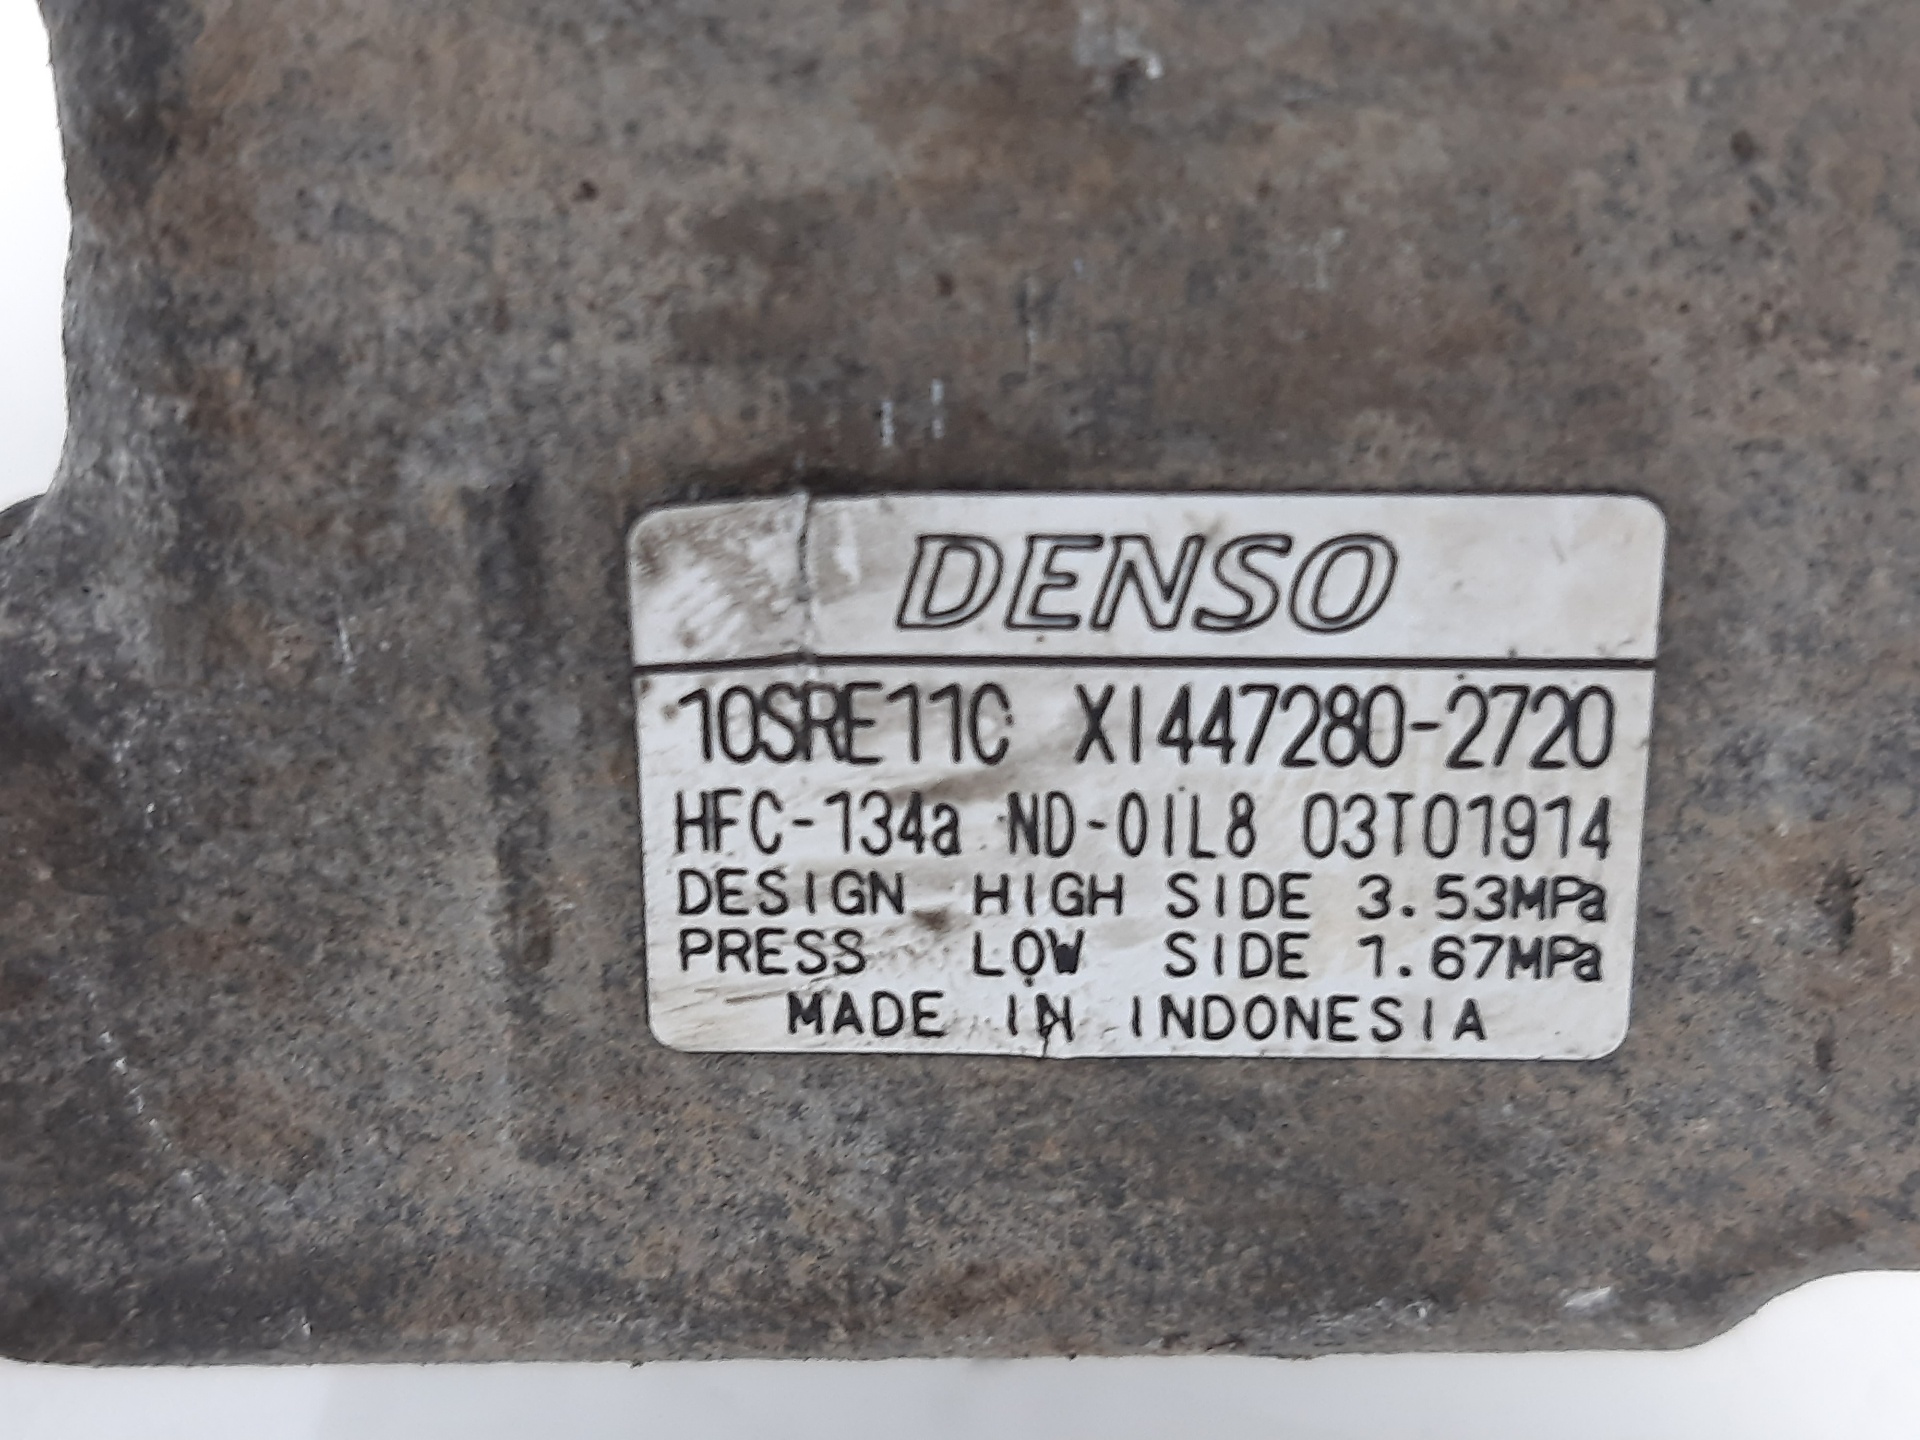 DENSO
10SRE11C XI447280-2720
HFC-134a ND-OIL8 03T01914
DESIGN HIGH SIDE 3.53MPa
PRESS LOW SIDE 1.67MPa
MADE IN INDONESIA